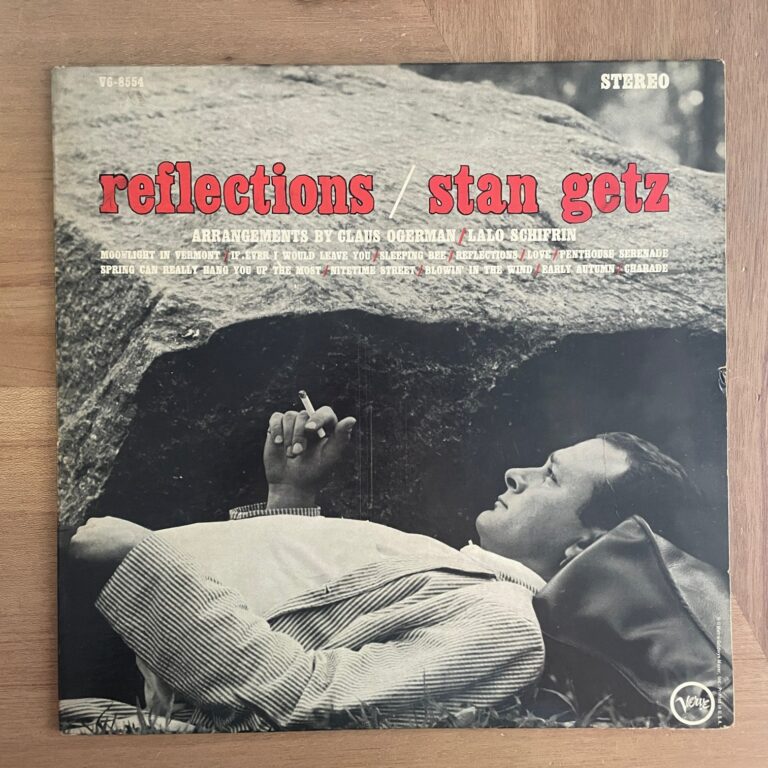 V6-8554
STEREO
reflections / stan getz
ARRANGEMENTS BY CLAUS OGERMAN/LALO SCHIFRIN
MOONLIGHT IN VERMONT/IF EVER I WOULD LEAVE YOU/SLEEPING BEE/REFLECTIONS/LOVE/PENTHOUSE SERENADE
SPRING CAN REALLY HANG YOU UP THE MOST/NITETIME STREET/BLOWIN' IN THE WIND/EARLY AUTUMN/CHARADE
VERVE